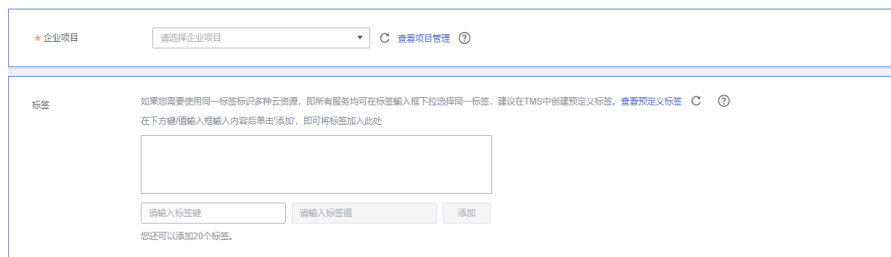 * 企业项目 请选择企业项目 C 查看项目管理 ?
标签 如果您需要使用同一标签标识多种云资源，即所有服务均可在标签输入框下拉选择同一标签，建议在TMS中创建预定义标签。查看预定义标签 C ?
在下方键/值输入框输入内容后单击'添加'，即可将标签加入此处
请输入标签键 请输入标签值 添加
您还可以添加20个标签。